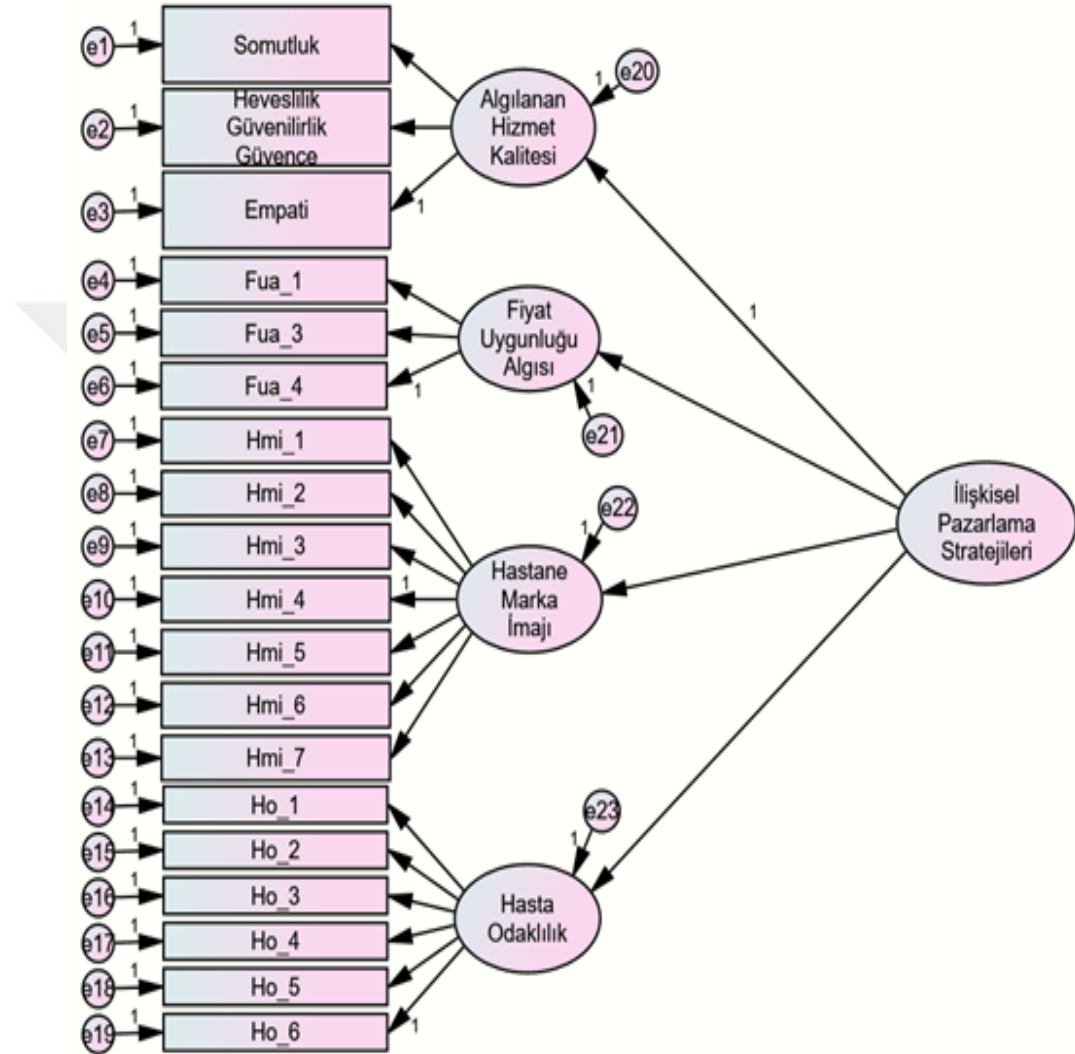 e1
1
Somutluk
e2
1
Heveslilik
Güvenilirlik
Güvence
e3
1
Empati
1
Algılanan
Hizmet
Kalitesi
1
e20
e4
1
Fua_1
e5
1
Fua_3
e6
1
Fua_4
1
Fiyat
Uygunluğu
Algısı
1
e21
1
e7
1
Hmi_1
e8
1
Hmi_2
e9
1
Hmi_3
e10
1
Hmi_4
1
e11
1
Hmi_5
e12
1
Hmi_6
e13
1
Hmi_7
Hastane
Marka
İmajı
1
e22
İlişkisel
Pazarlama
Stratejileri
e14
1
Ho_1
e15
1
Ho_2
e16
1
Ho_3
e17
1
Ho_4
e18
1
Ho_5
e19
1
Ho_6
1
Hasta
Odaklılık
1
e23